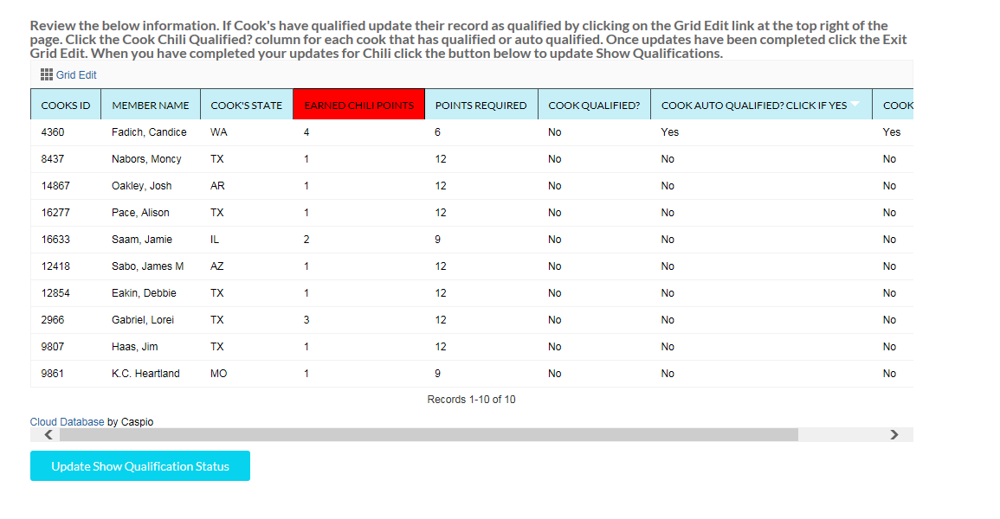 Review the below information. If Cook's have qualified update their record as qualified by clicking on the Grid Edit link at the top right of the
page. Click the Cook Chili Qualified? column for each cook that has qualified or auto qualified. Once updates have been completed click the Exit
Grid Edit. When you have completed your updates for Chili click the button below to update Show Qualifications.
Grid Edit
COOKS ID MEMBER NAME COOK'S STATE EARNED CHILI POINTS POINTS REQUIRED COOK QUALIFIED? COOK AUTO QUALIFIED? CLICK IF YES COOK
4360 Fadich, Candice WA 4 6 No Yes Yes
8437 Nabors, Moncy TX 1 12 No No No
14867 Oakley, Josh AR 1 12 No No No
16277 Pace, Alison TX 1 12 No No No
16633 Saam, Jamie IL 2 9 No No No
12418 Sabo, James M AZ 1 12 No No No
12854 Eakin, Debbie TX 1 12 No No No
2966 Gabriel, Lorei TX 3 12 No No No
9807 Haas, Jim TX 1 12 No No No
9861 K.C. Heartland MO 1 9 No No No
Records 1-10 of 10
Cloud Database by Caspio
Update Show Qualification Status